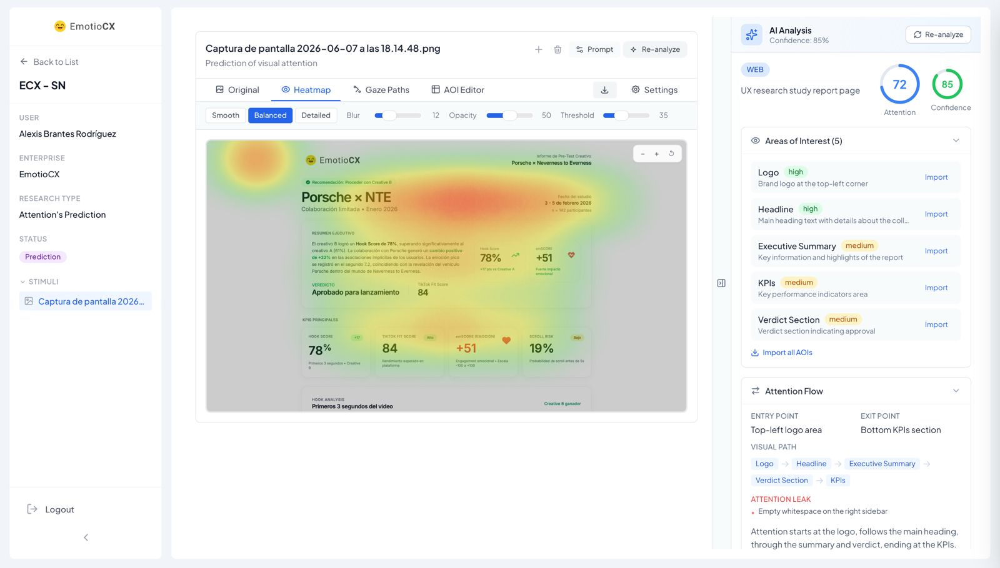 EmotioCX
Back to List
ECX - SN
USER
Alexis Brantes Rodríguez
ENTERPRISE
EmotioCX
RESEARCH TYPE
Attention's Prediction
STATUS
Prediction
STIMULI
Captura de pantalla 2026...
Logout
Captura de pantalla 2026-06-07 a las 18.14.48.png
Prediction of visual attention
Prompt
Re-analyze
Original
Heatmap
Gaze Paths
AOI Editor
Settings
Smooth
Balanced
Detailed
Blur
12
Opacity
50
Threshold
35
EmotioCX
Informe de Pre-Test Creativo
Porsche × Neverness to Everness
Recomendación: Proceder con Creative B
Porsche × NTE
Colaboración limitada • Enero 2026
Fecha del estudio
3 - 5 de febrero 2026
n = 142 participantes
RESUMEN EJECUTIVO
El creativo B logró un Hook Score de 78%, superando significativamente al
creativo A (61%). La colaboración con Porsche generó un cambio positivo
de +22% en las asociaciones implícitas de los usuarios. La emoción pico
se registró en el segundo 7.2, coincidiendo con la revelación del vehículo
Porsche dentro del mundo de Neverness to Everness.
Hook Score
78%
+17 pts vs Creative A
emSCORE
+51
Fuerte impacto
emocional
VEREDICTO
Aprobado para lanzamiento
TikTok Fit Score
84
KPIS PRINCIPALES
HOOK SCORE
+17
78%
Primeros 3 segundos • Creative
B
TIKTOK FIT SCORE
Alto
84
Rendimiento esperado en
plataforma
emSCORE (EMOCIÓN)
+51
Engagement emocional • Escala
-100 a +100
SCROLL RISK
Bajo
19%
Probabilidad de scroll antes de 5s
HOOK ANALYSIS
Primeros 3 segundos del video
Creative B ganador
AI Analysis
Confidence: 85%
Re-analyze
WEB
UX research study report page
72
Attention
85
Confidence
Areas of Interest (5)
Logo
high
Brand logo at the top-left corner
Import
Headline
high
Main heading text with details about the coll...
Import
Executive Summary
medium
Key information and highlights of the report
Import
KPIs
medium
Key performance indicators area
Import
Verdict Section
medium
Verdict section indicating approval
Import
Import all AOIs
Attention Flow
ENTRY POINT
Top-left logo area
EXIT POINT
Bottom KPIs section
VISUAL PATH
Logo → Headline → Executive Summary →
Verdict Section → KPIs
ATTENTION LEAK
• Empty whitespace on the right sidebar
Attention starts at the logo, follows the main heading,
through the summary and verdict, ending at the KPIs.